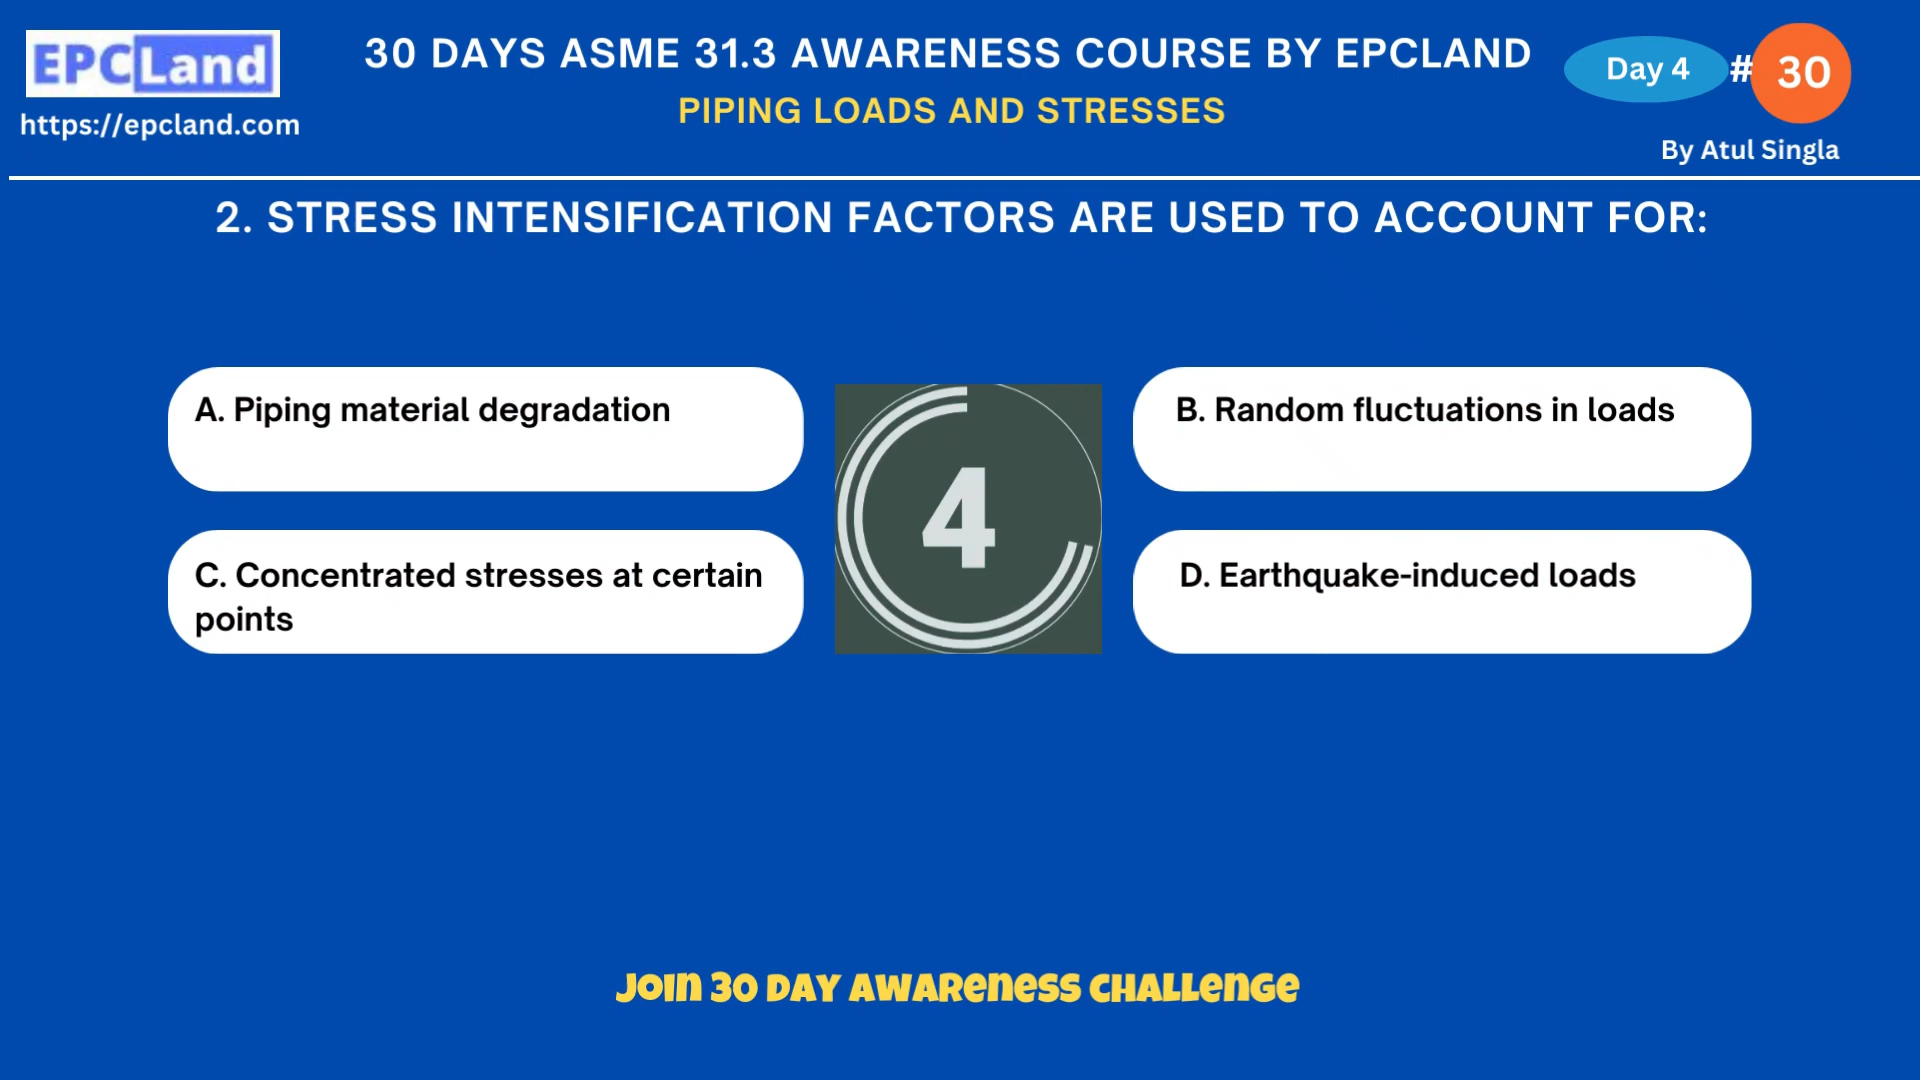 EPCLand
https://epcland.com
30 DAYS ASME 31.3 AWARENESS COURSE BY EPCLAND
PIPING LOADS AND STRESSES
Day 4 # 30
By Atul Singla
2. STRESS INTENSIFICATION FACTORS ARE USED TO ACCOUNT FOR:
A. Piping material degradation
B. Random fluctuations in loads
4
C. Concentrated stresses at certain
points
D. Earthquake-induced loads
Join 30 Day Awareness Challenge